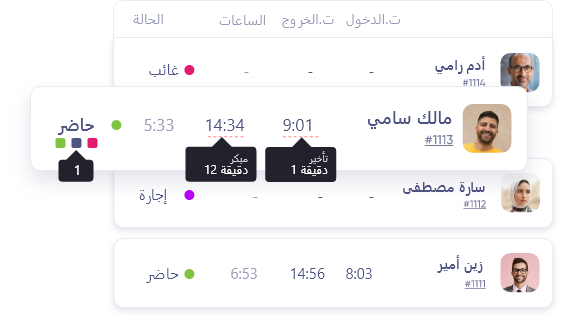 ت.الدخول ت.الخروج الساعات الحالة
أدم رامي - - - غائب
#1114
مالك سامي 9:01 14:34 5:33 حاضر
#1113
تأخير
1 دقيقة
مبكر
12 دقيقة
1
سارة مصطفى - - - إجازة
#1112
زين أمير 8:03 14:56 6:53 حاضر
#1111